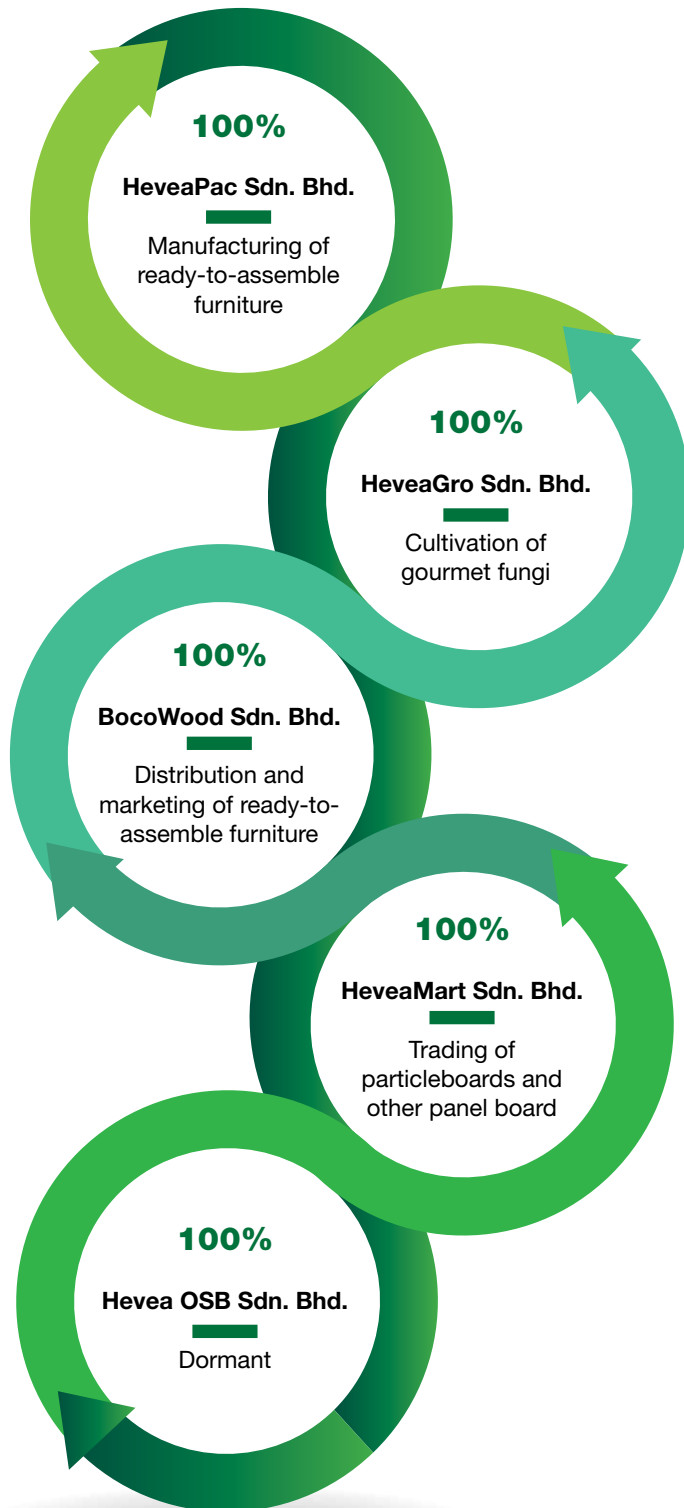 100%
HeveaPac Sdn. Bhd.
Manufacturing of
ready-to-assemble
furniture
100%
HeveaGro Sdn. Bhd.
Cultivation of
gourmet fungi
100%
BocoWood Sdn. Bhd.
Distribution and
marketing of ready-to-
assemble furniture
100%
HeveaMart Sdn. Bhd.
Trading of
particleboards and
other panel board
100%
Hevea OSB Sdn. Bhd.
Dormant